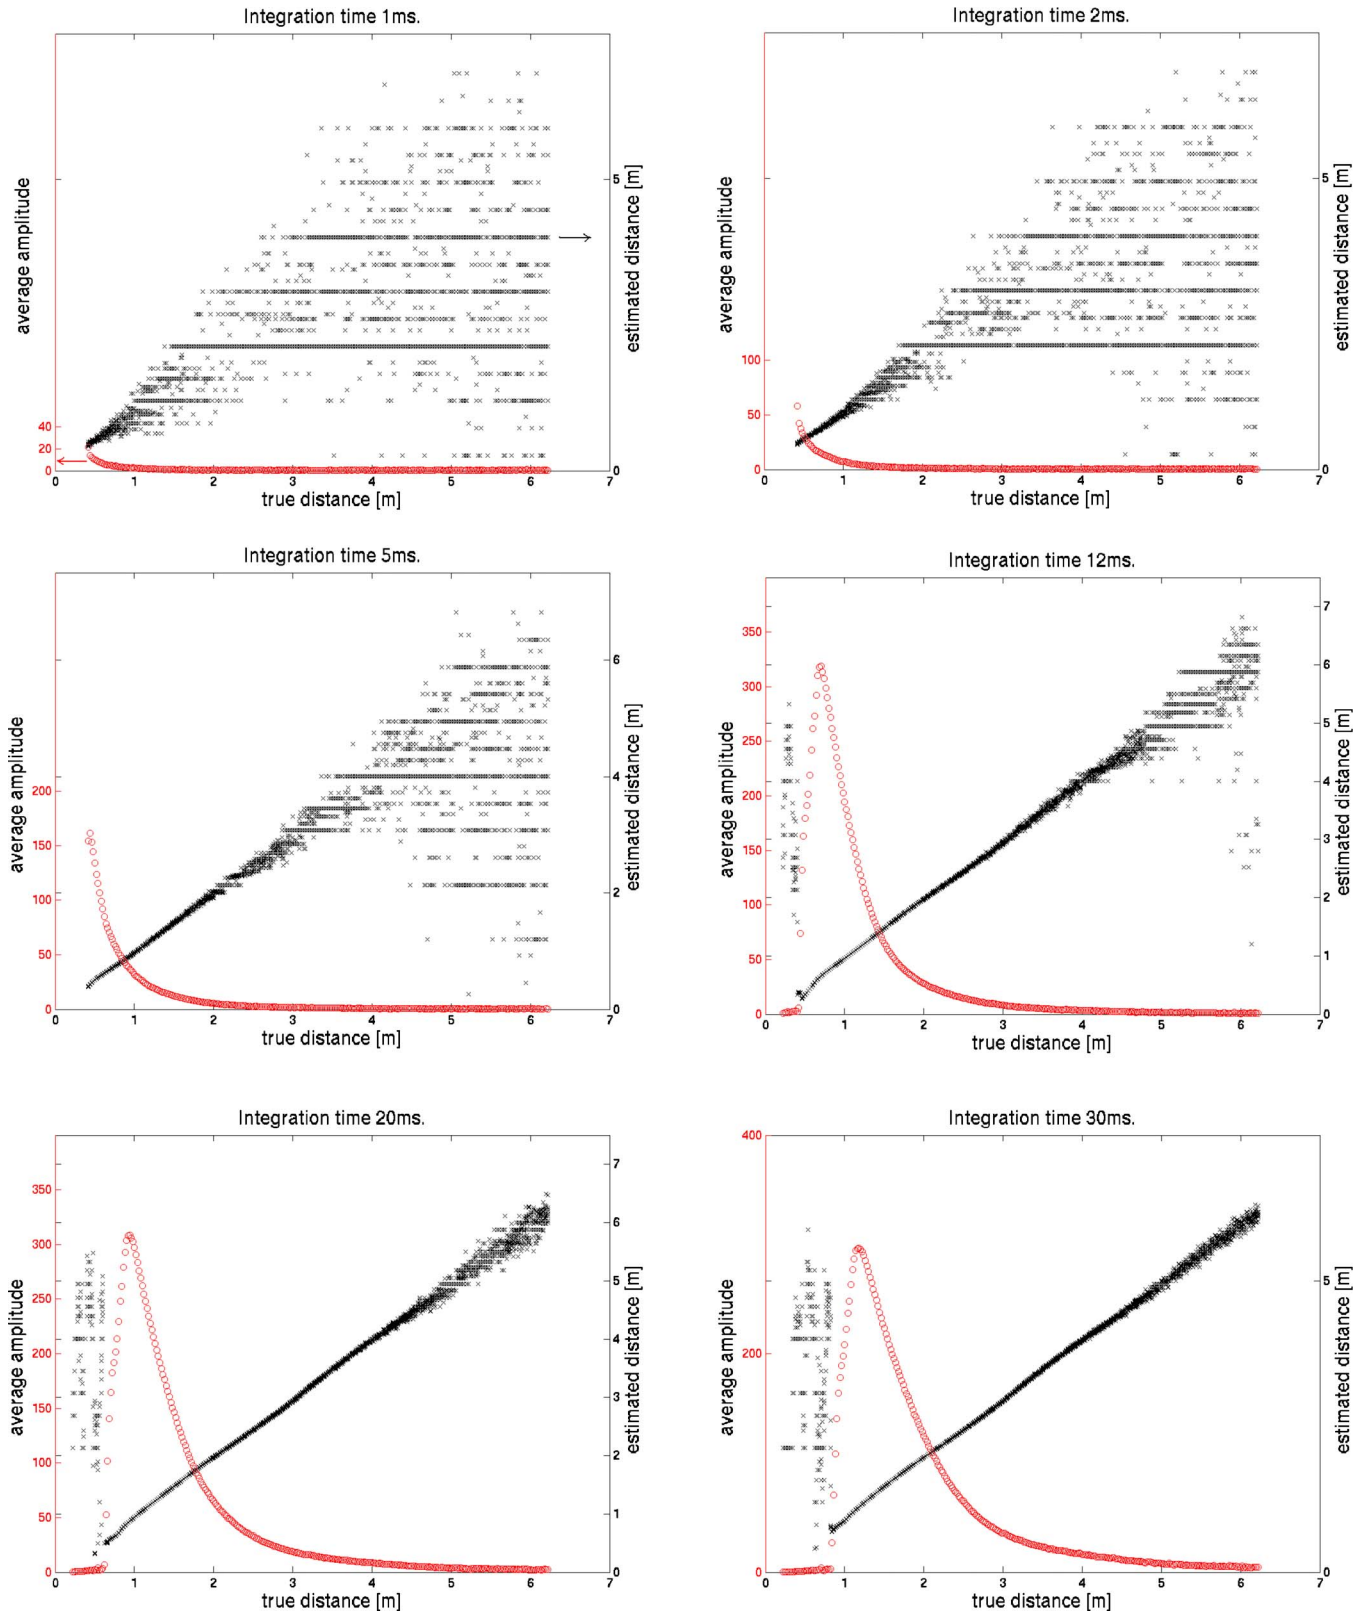 Integration time 1ms.
average amplitude
40
20
0
5
0
estimated distance [m]
0 1 2 3 4 5 6 7
true distance [m]
Integration time 2ms.
average amplitude
100
50
0
5
0
estimated distance [m]
0 1 2 3 4 5 6 7
true distance [m]
Integration time 5ms.
average amplitude
200
150
100
50
0
6
4
2
0
estimated distance [m]
0 1 2 3 4 5 6 7
true distance [m]
Integration time 12ms.
average amplitude
350
300
250
200
150
100
50
0
7
6
5
4
3
2
1
0
estimated distance [m]
0 1 2 3 4 5 6 7
true distance [m]
Integration time 20ms.
average amplitude
350
300
250
200
150
100
50
0
7
6
5
4
3
2
1
0
estimated distance [m]
0 1 2 3 4 5 6 7
true distance [m]
Integration time 30ms.
average amplitude
400
200
0
5
0
estimated distance [m]
0 1 2 3 4 5 6 7
true distance [m]